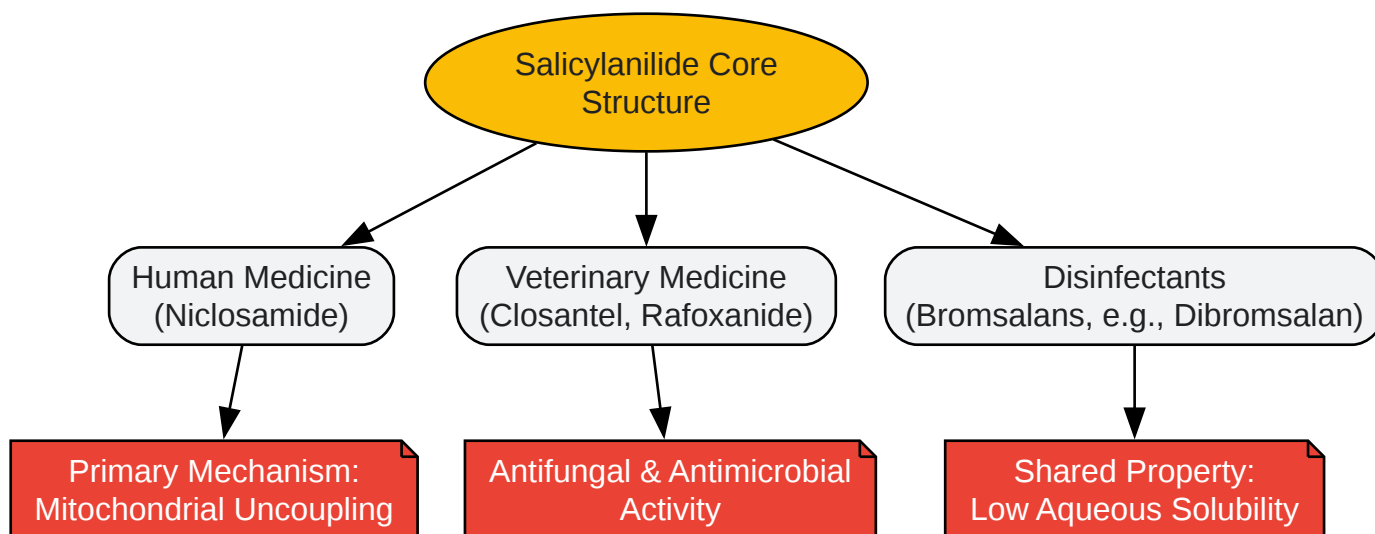 Salicylanilide Core
Structure
Human Medicine
(Niclosamide)
Veterinary Medicine
(Closantel, Rafoxanide)
Disinfectants
(Bromsalans, e.g., Dibromsalan)
Primary Mechanism:
Mitochondrial Uncoupling
Antifungal & Antimicrobial
Activity
Shared Property:
Low Aqueous Solubility